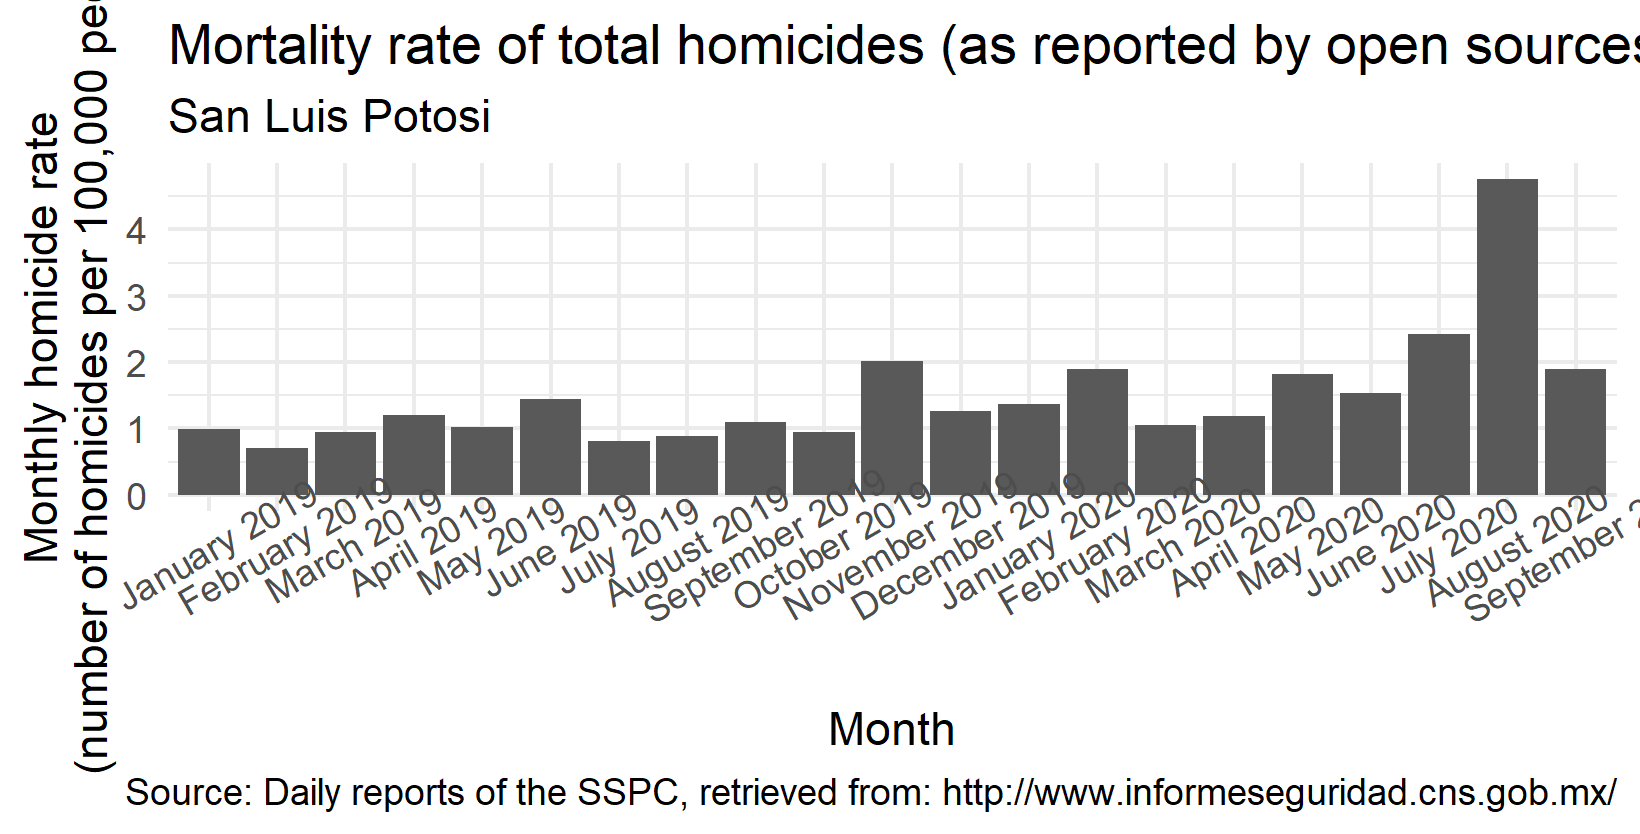 Mortality rate of total homicides (as reported by open sources
San Luis Potosi
Monthly homicide rate
(number of homicides per 100,000
4
3
2
1
0
January 2019
February 2019
March 2019
April 2019
May 2019
June 2019
July 2019
August 2019
September 2019
October 2019
November 2019
December 2019
January 2020
February 2020
March 2020
April 2020
May 2020
June 2020
July 2020
August 2020
September
Month
Source: Daily reports of the SSPC, retrieved from: http://www.informeseguridad.cns.gob.mx/